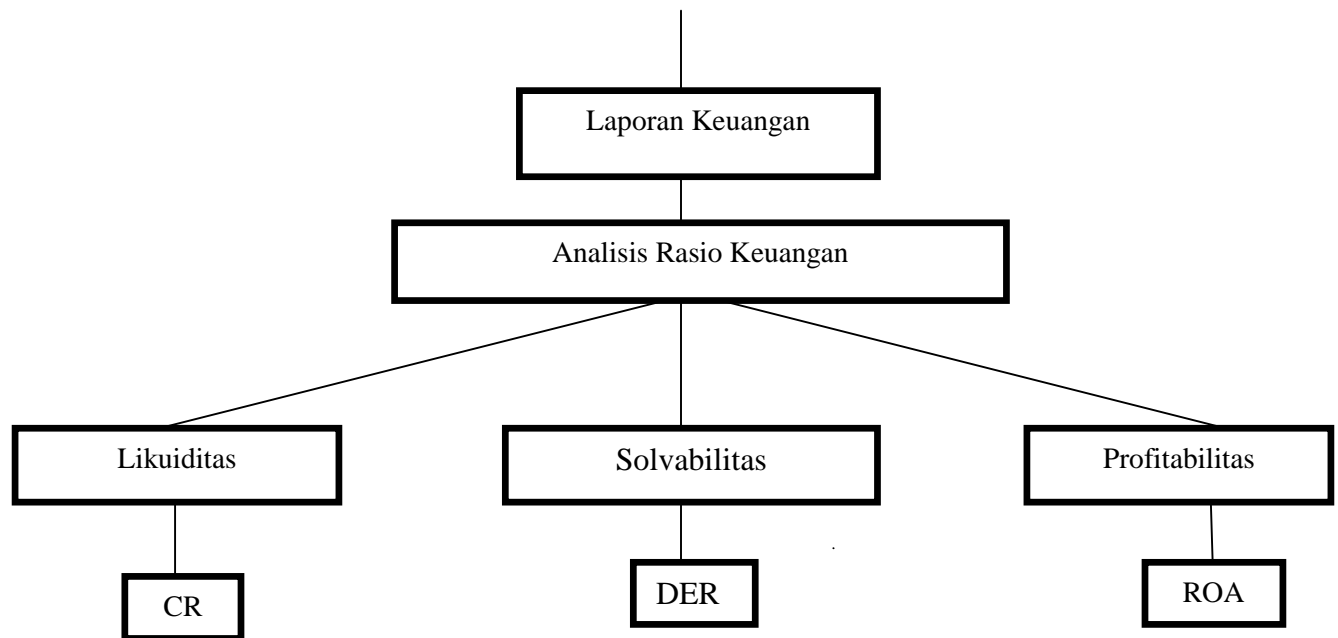 Laporan Keuangan
Analisis Rasio Keuangan
Likuiditas
Solvabilitas
Profitabilitas
CR
DER
ROA